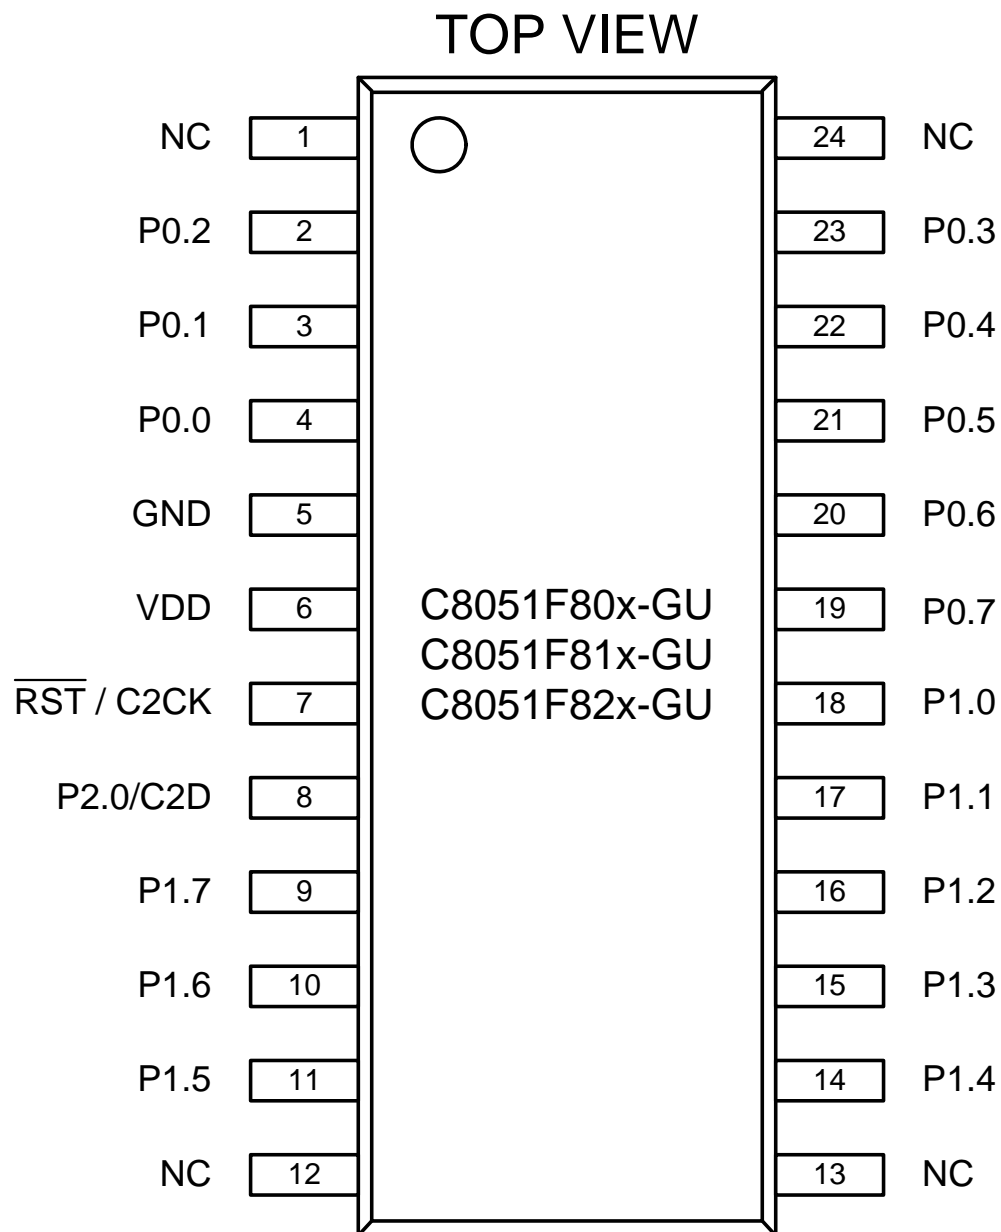 TOP VIEW
NC 1 24 NC
P0.2 2 23 P0.3
P0.1 3 22 P0.4
P0.0 4 21 P0.5
GND 5 20 P0.6
VDD 6 19 P0.7
C8051F80x-GU
C8051F81x-GU
C8051F82x-GU
RST / C2CK 7 18 P1.0
P2.0/C2D 8 17 P1.1
P1.7 9 16 P1.2
P1.6 10 15 P1.3
P1.5 11 14 P1.4
NC 12 13 NC